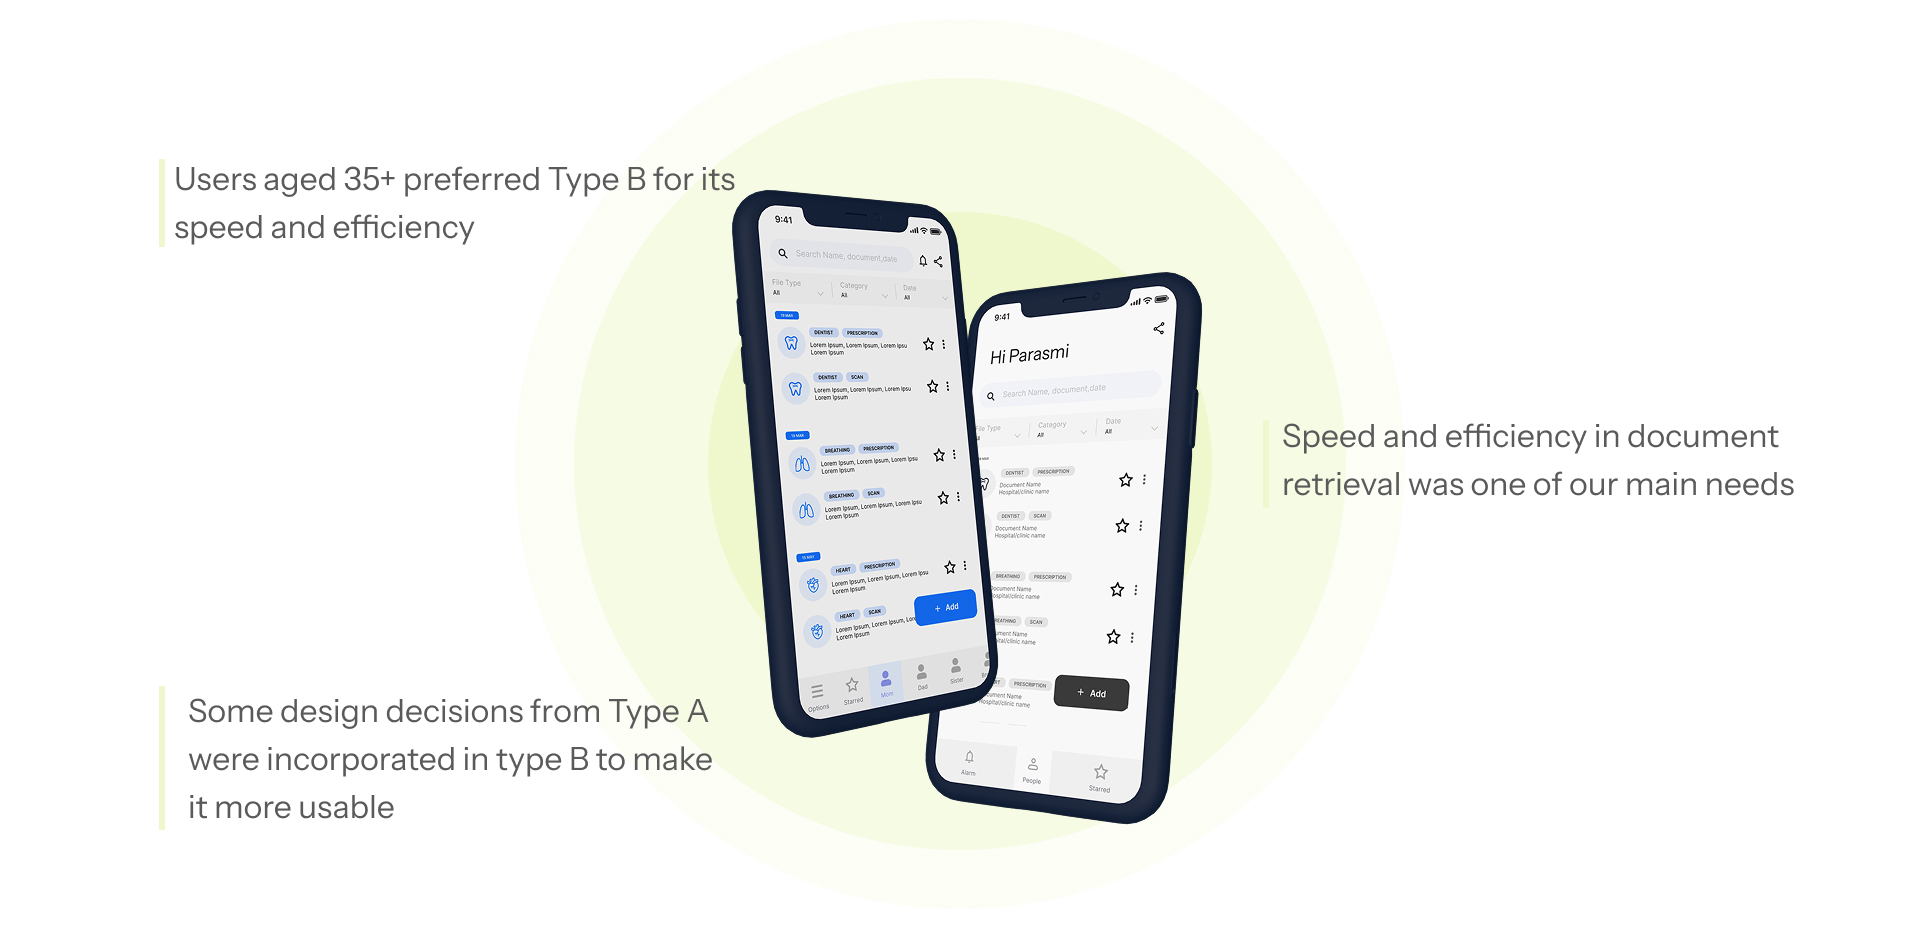 Users aged 35+ preferred Type B for its
speed and efficiency
Some design decisions from Type A
were incorporated in type B to make
it more usable
Speed and efficiency in document
retrieval was one of our main needs
9:41
Search Name, document,date
File Type
Category
Date
All
All
All
DENTIST PRESCRIPTION
Lorem Ipsum, Lorem Ipsum, Lorem Ipsu
Lorem Ipsum
DENTIST SCAN
Lorem Ipsum, Lorem Ipsum, Lorem Ipsu
Lorem Ipsum
BREATHING PRESCRIPTION
Lorem Ipsum, Lorem Ipsum, Lorem Ipsu
Lorem Ipsum
BREATHING SCAN
Lorem Ipsum, Lorem Ipsum, Lorem Ipsu
Lorem Ipsum
HEART PRESCRIPTION
Lorem Ipsum, Lorem Ipsum, Lorem Ipsu
Lorem Ipsum
HEART SCAN
Lorem Ipsum, Lorem Ipsum, Lor
Lorem Ipsum
+ Add
Options Starred Mom Dad Sister
9:41
Hi Parasmi
Search Name, document,date
File Type
Category
Date
All
All
DENTIST PRESCRIPTION
Document Name
Hospital/clinic name
DENTIST SCAN
Document Name
Hospital/clinic name
BREATHING PRESCRIPTION
Document Name
Hospital/clinic name
BREATHING SCAN
Document Name
Hospital/clinic name
PRESCRIPTION
Document Name
Hospital/clinic name
+ Add
Alarm People Starred